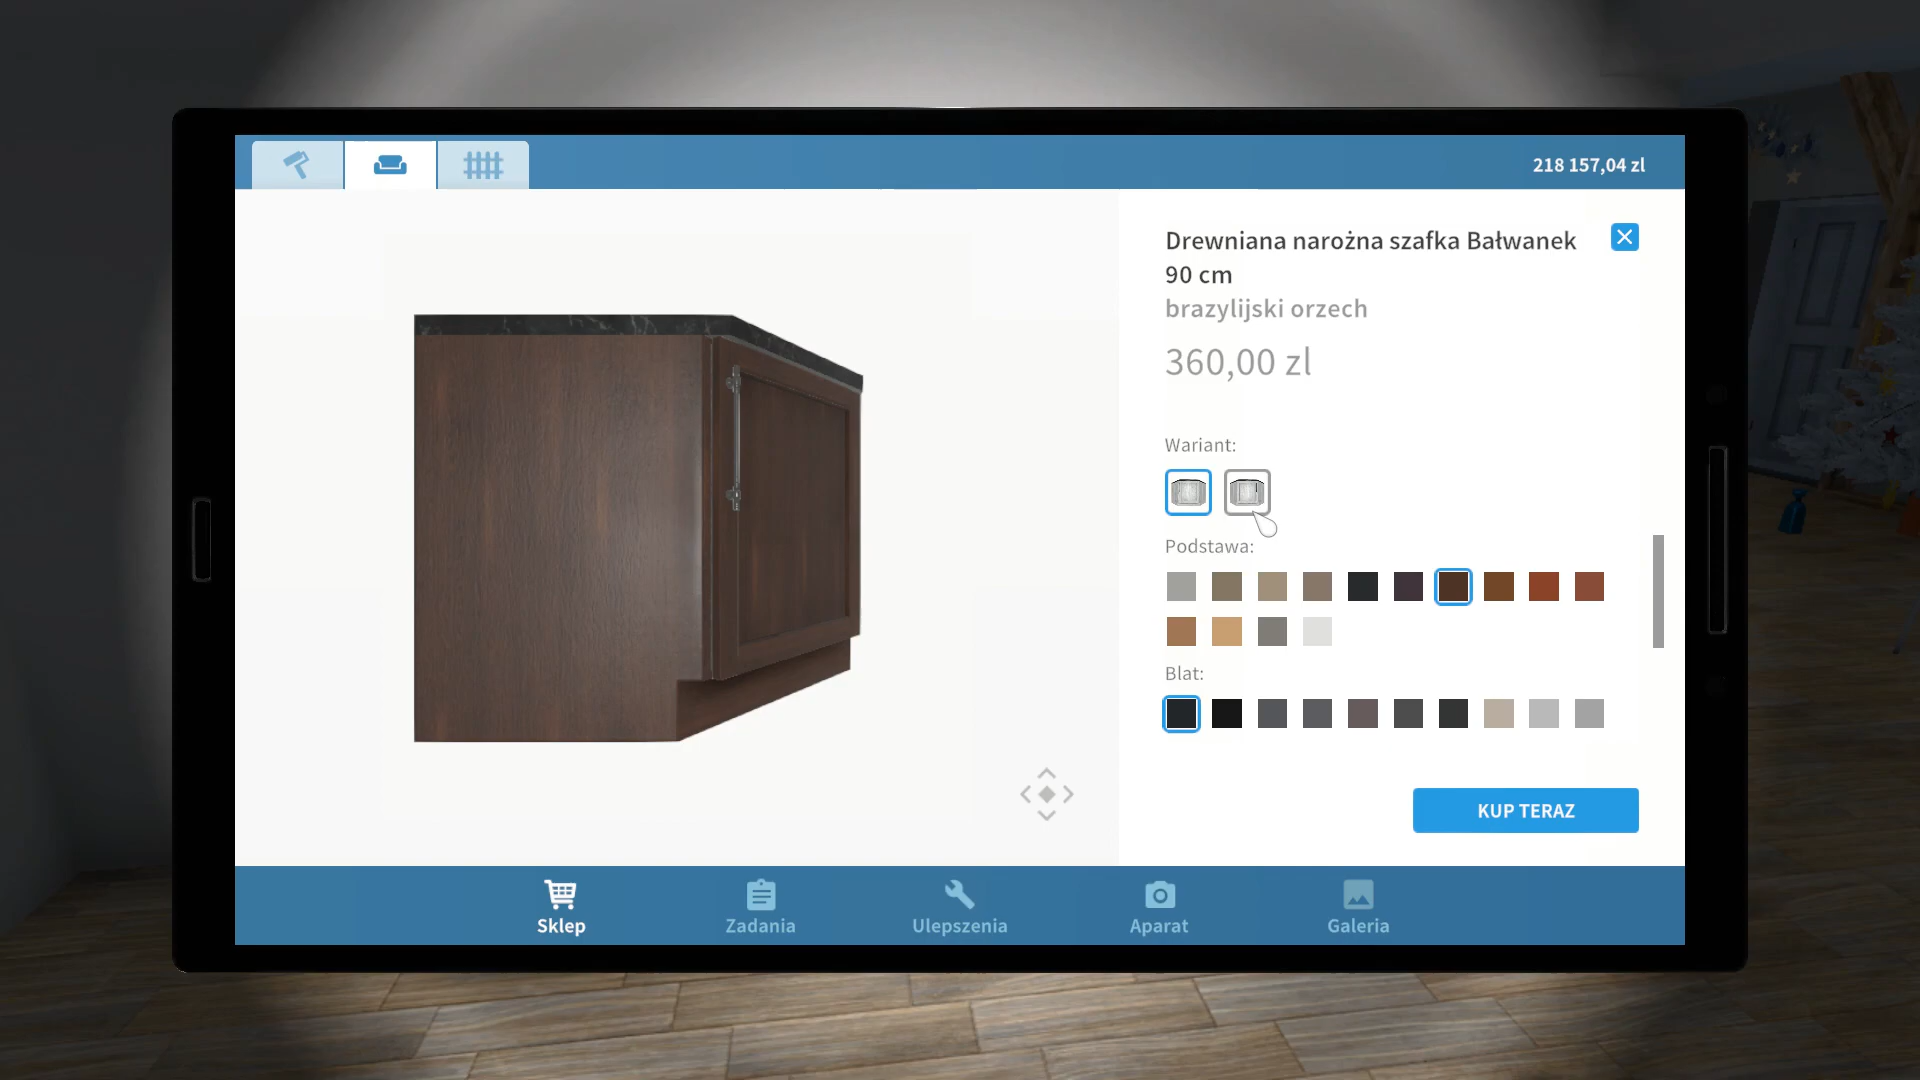 218 157,04 zl
Drewniana narożna szafka Bałwanek
90 cm
brazylijski orzech
360,00 zl
Wariant:
Podstawa:
Blat:
KUP TERAZ
Sklep
Zadania
Ulepszenia
Aparat
Galeria